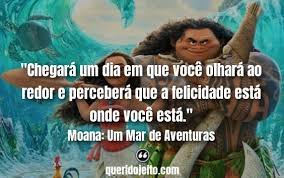 "Chegará um dia em que você olhará ao
redor e perceberá que a felicidade está
onde você está."
Moana: Um Mar de Aventuras
queridojeito.com